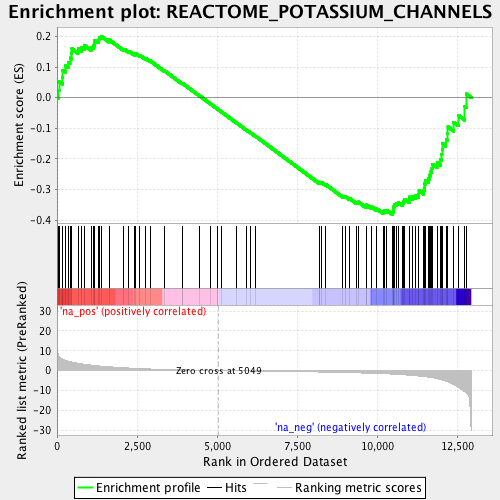 Enrichment plot: REACTOME_POTASSIUM_CHANNELS
Enrichment score (ES)
0.2
0.1
0.0
-0.1
-0.2
-0.3
-0.4
'na_pos' (positively correlated)
Ranked list metric (PreRanked)
30
20
10
0
-10
-20
-30
Zero cross at 5049
'na_neg' (negatively correlated)
0
2,500
5,000
7,500
10,000
12,500
Rank in Ordered Dataset
Enrichment profile
Hits
Ranking metric scores